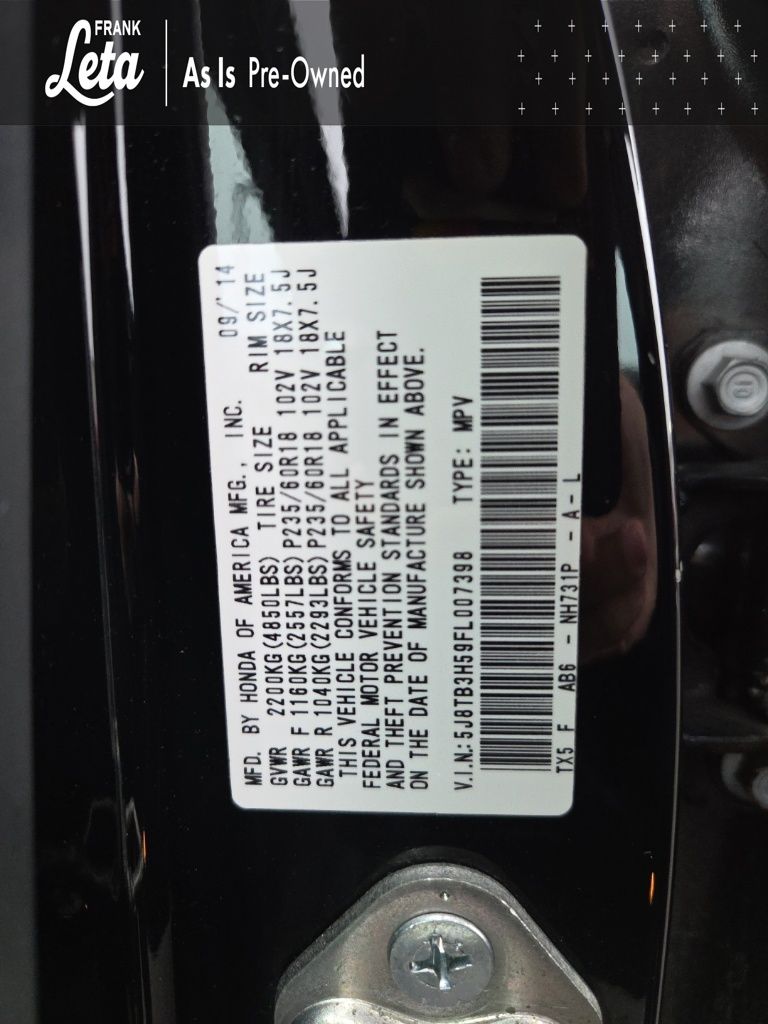 FRANK
Leta
As Is Pre-Owned
MFD. BY HONDA OF AMERICA MFG., INC. 09/'14
GVWR 2200KG(4850LBS) TIRE SIZE RIM SIZE
GAWR F 1160KG(2557LBS)P235/60R18 102V 18X7.5J
GAWR R 1040KG(2293LBS)P235/60R18 102V 18X7.5J
THIS VEHICLE CONFORMS TO ALL APPLICABLE
FEDERAL MOTOR VEHICLE SAFETY
AND THEFT PREVENTION STANDARDS IN EFFECT
ON THE DATE OF MANUFACTURE SHOWN ABOVE.
V.I.N.:5J8TB3H59FL007398 TYPE: MPV
TX5 F AB6 - NH731P - A - L